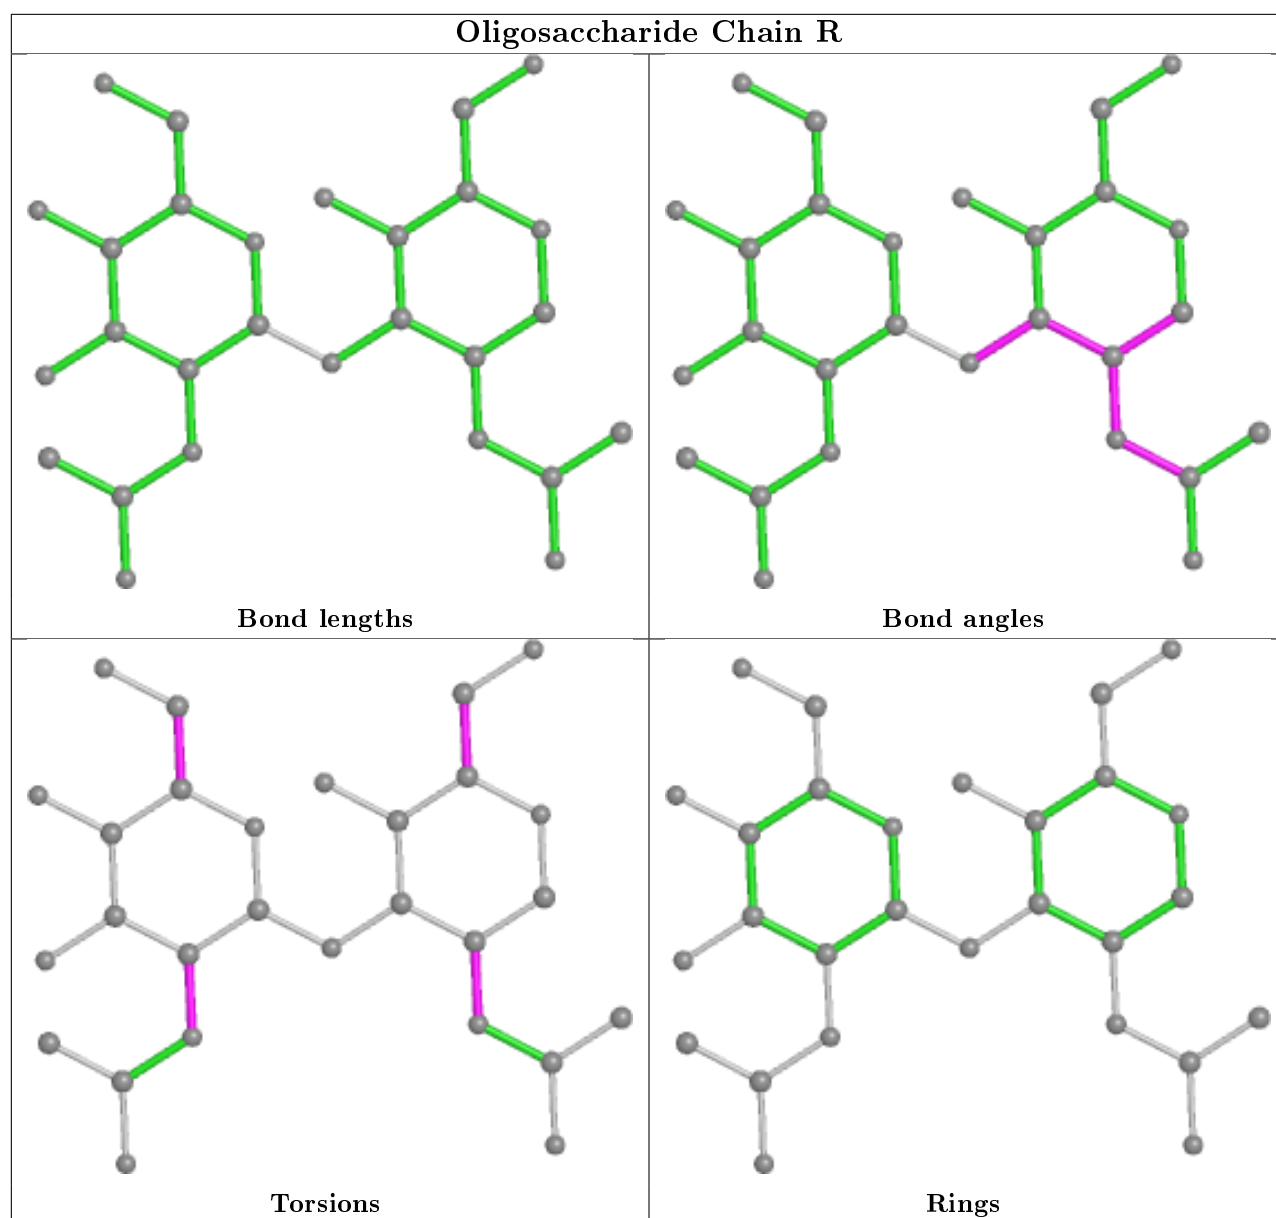 Oligosaccharide Chain R
Bond lengths
Bond angles
Torsions
Rings